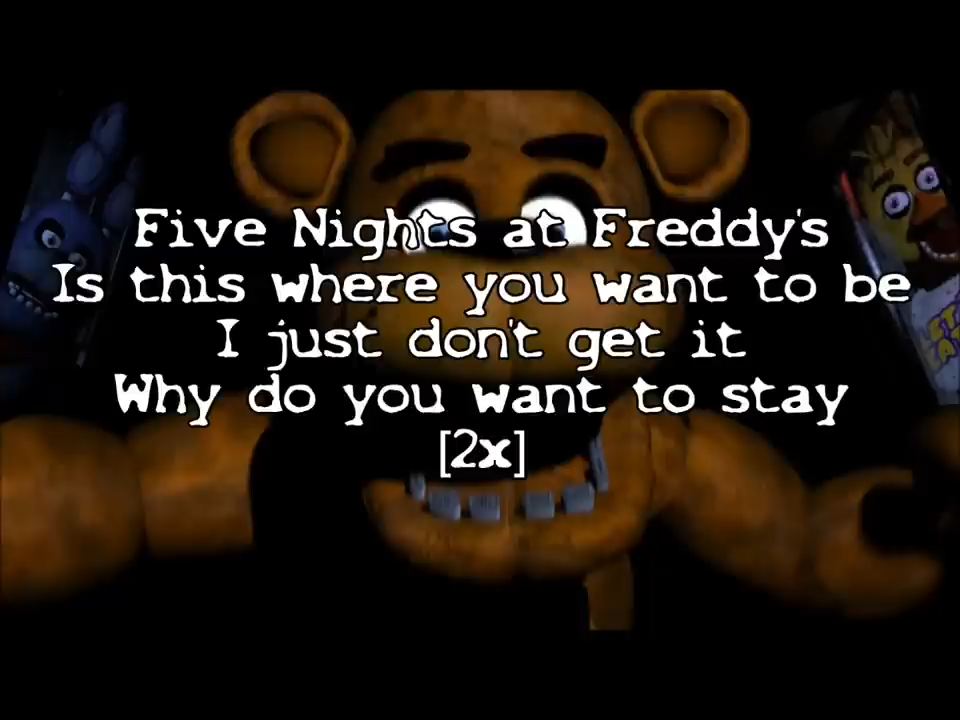 Five Nights at Freddy's
Is this where you want to be
I just don't get it
Why do you want to stay
[2x]